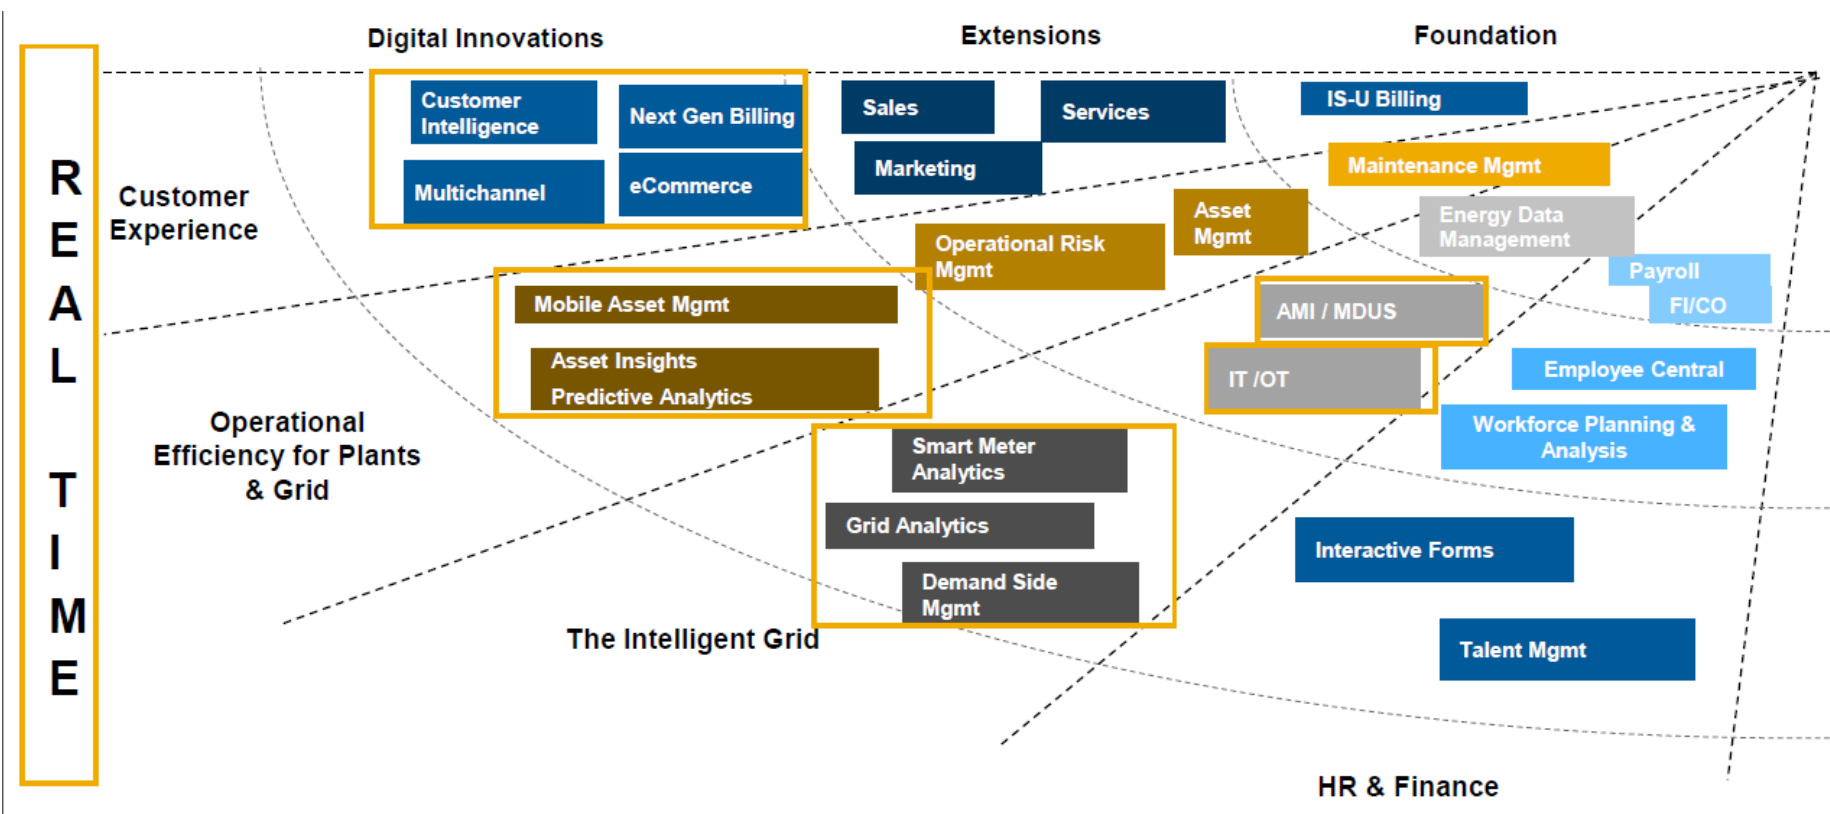 Digital Innovations
Extensions
Foundation
REAL TIME
Customer
Experience
Customer
Intelligence
Next Gen Billing
Multichannel
eCommerce
Sales
Services
Marketing
IS-U Billing
Maintenance Mgmt
Asset
Mgmt
Energy Data
Management
Operational Risk
Mgmt
Payroll
FI/CO
Mobile Asset Mgmt
AMI / MDUS
Asset Insights
Predictive Analytics
IT /OT
Employee Central
Operational
Efficiency for Plants
& Grid
Workforce Planning &
Analysis
Smart Meter
Analytics
Grid Analytics
Interactive Forms
Demand Side
Mgmt
The Intelligent Grid
Talent Mgmt
HR & Finance